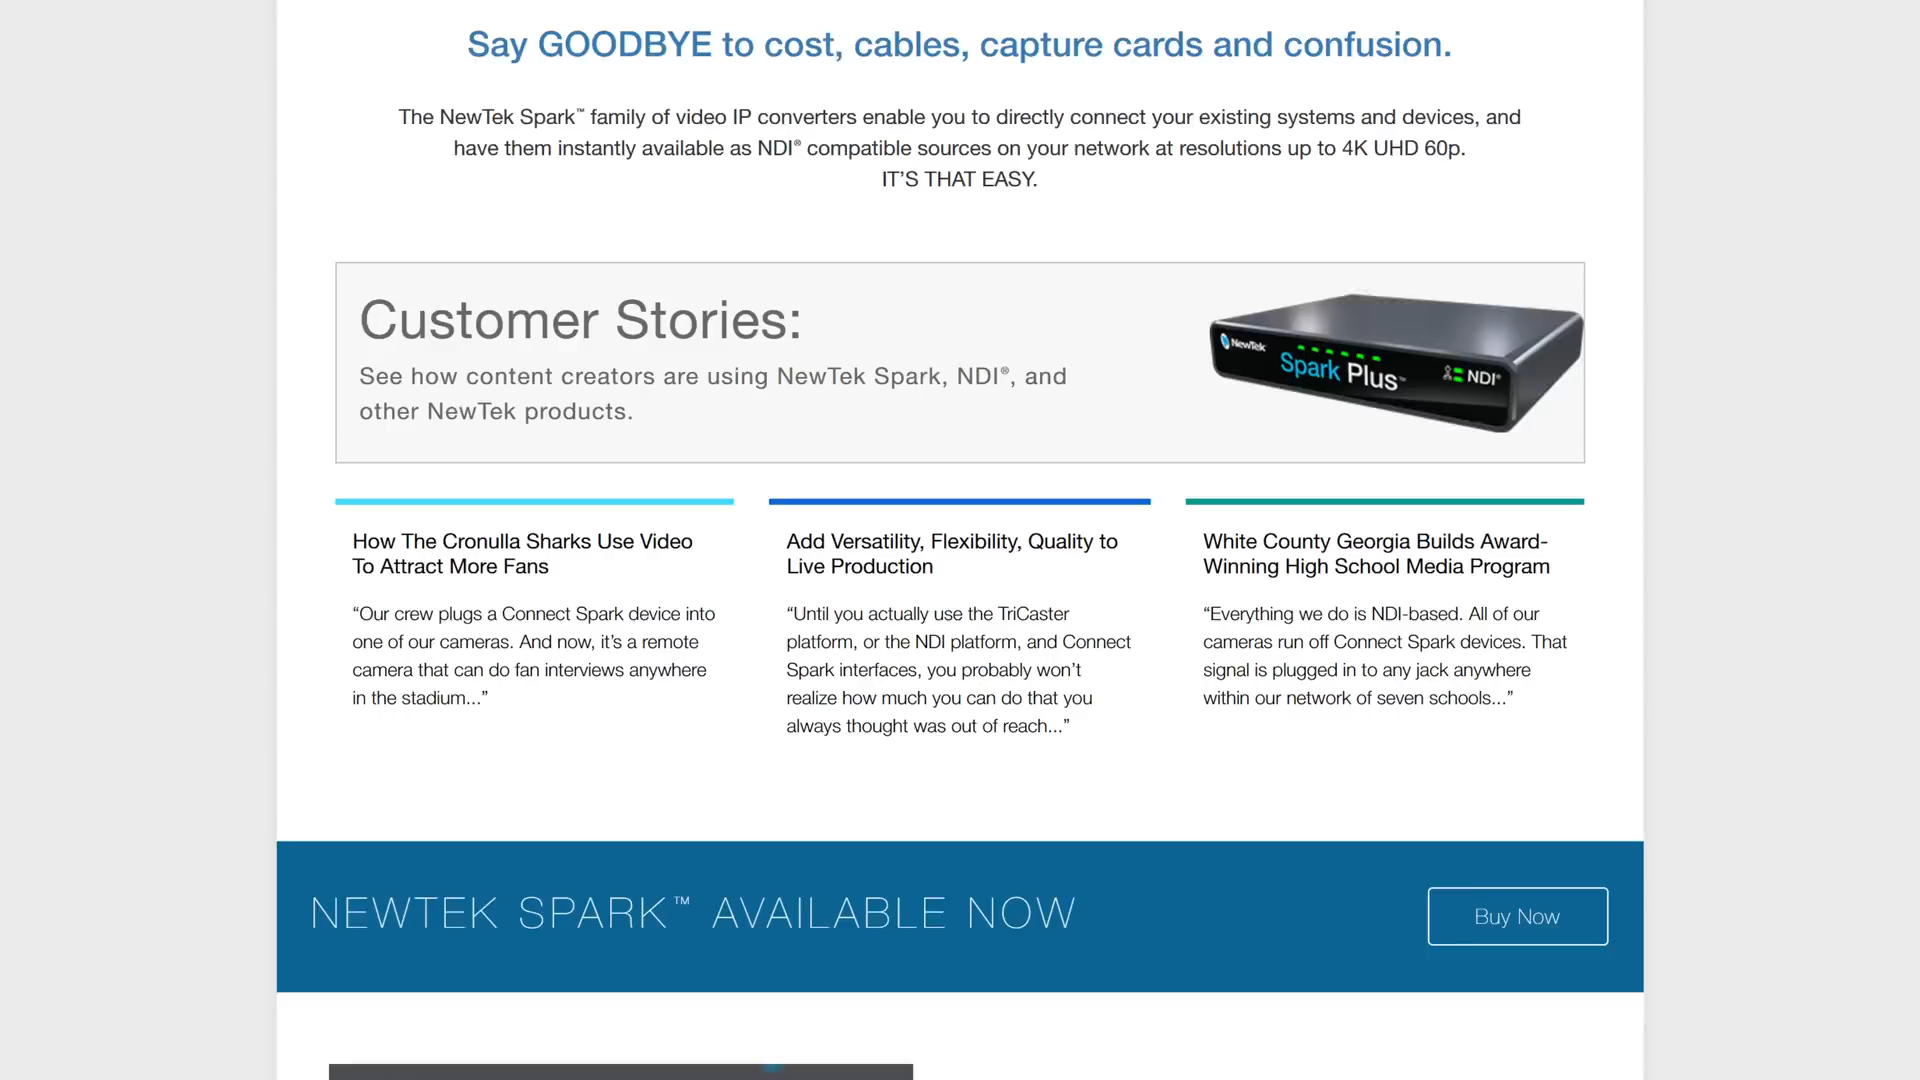 Say GOODBYE to cost, cables, capture cards and confusion.
The NewTek Spark™ family of video IP converters enable you to directly connect your existing systems and devices, and
have them instantly available as NDI® compatible sources on your network at resolutions up to 4K UHD 60p.
IT’S THAT EASY.
Customer Stories:
See how content creators are using NewTek Spark, NDI®, and
other NewTek products.
NewTek
Spark Plus™
NDI®
How The Cronulla Sharks Use Video
To Attract More Fans
“Our crew plugs a Connect Spark device into
one of our cameras. And now, it’s a remote
camera that can do fan interviews anywhere
in the stadium...”
Add Versatility, Flexibility, Quality to
Live Production
“Until you actually use the TriCaster
platform, or the NDI platform, and Connect
Spark interfaces, you probably won’t
realize how much you can do that you
always thought was out of reach...”
White County Georgia Builds Award-
Winning High School Media Program
“Everything we do is NDI-based. All of our
cameras run off Connect Spark devices. That
signal is plugged in to any jack anywhere
within our network of seven schools...”
NEWTEK SPARK™ AVAILABLE NOW
Buy Now